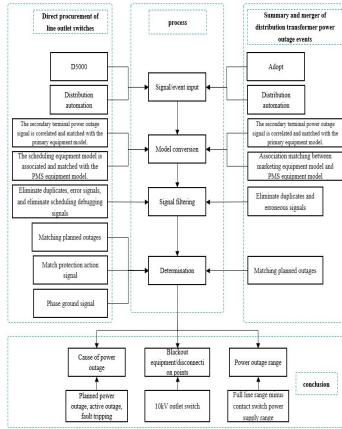 Direct procurement of
line outlet switches
process
Summary and merger of
distribution transformer power
outage events
D5000
Distribution
automation
Signal/event input
Adopt
Distribution
automation
The secondary terminal power outage
signal is correlated and matched with the
primary equipment model.
The scheduling equipment model is
associated and matched with the
PMS equipment model.
Model conversion
The secondary terminal power outage
signal is correlated and matched with the
primary equipment model.
Association matching between
marketing equipment model and
PMS equipment model
Eliminate duplicates, error signals,
and eliminate scheduling debugging
signals
Signal filtering
Eliminate duplicates and
erroneous signals
Matching planned outages
Match protection action
signal
Phase ground signal
Determination
Matching planned outages
Cause of power
outage
Blackout
equipment/disconnecti
on points
Power outage range
Planned power
outage, active outage,
fault tripping
10kV outlet switch
Full line range minus
contact switch power
supply range
conclusion